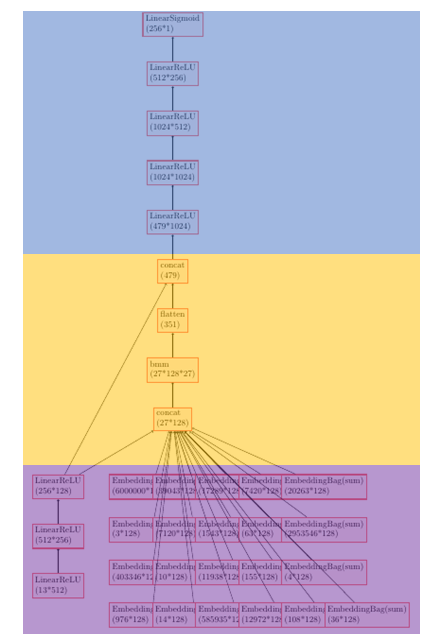 LinearSigmoid
(256*1)
LinearReLU
(512*256)
LinearReLU
(1024*512)
LinearReLU
(1024*1024)
LinearReLU
(479*1024)
concat
(479)
flatten
(351)
bmm
(27*128*27)
concat
(27*128)
LinearReLU
(256*128)
LinearReLU
(512*256)
LinearReLU
(13*512)
Embedding Embedding Embedding Embedding EmbeddingBag(sum)
(6000000*1 (17289*128 (7420*128) (20263*128)
Embedding Embedding Embedding Embedding EmbeddingBag(sum)
(3*128) (7120*128 (1543*128 (63*128) (2953546*128)
Embedding Embedding Embedding Embedding EmbeddingBag(sum)
(403346*12 (10*128) (11938*128 (155*128) (4*128)
Embedding Embedding Embedding Embedding Embedding EmbeddingBag(sum)
(976*128) (14*128) (585935*12 (12972*128 (108*128) (36*128)